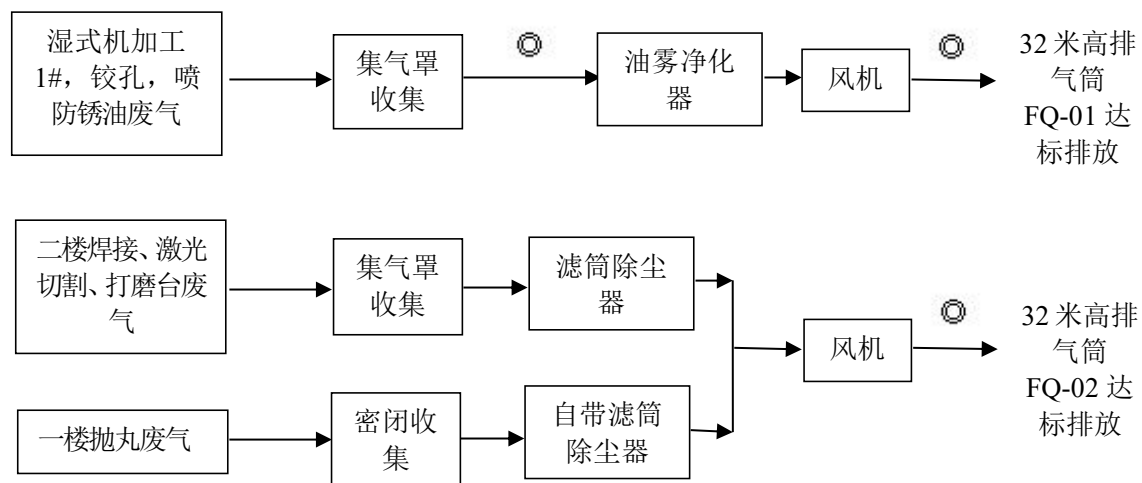 湿式机加工
1#，铰孔，喷
防锈油废气
集气罩
收集
◎
油雾净化
器
风机
◎
32 米高排
气筒
FQ-01 达
标排放
二楼焊接、激光
切割、打磨台废
气
集气罩
收集
滤筒除尘
器
风机
◎
32 米高排
气筒
FQ-02 达
标排放
一楼抛丸废气
密闭收
集
自带滤筒
除尘器